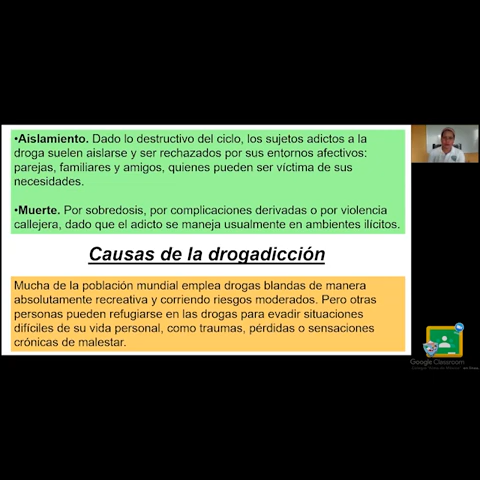 •Aislamiento. Dado lo destructivo del ciclo, los sujetos adictos a la
droga suelen aislarse y ser rechazados por sus entornos afectivos:
parejas, familiares y amigos, quienes pueden ser víctima de sus
necesidades.
•Muerte. Por sobredosis, por complicaciones derivadas o por violencia
callejera, dado que el adicto se maneja usualmente en ambientes ilícitos.
Causas de la drogadicción
Mucha de la población mundial emplea drogas blandas de manera
absolutamente recreativa y corriendo riesgos moderados. Pero otras
personas pueden refugiarse en las drogas para evadir situaciones
difíciles de su vida personal, como traumas, pérdidas o sensaciones
crónicas de malestar.
Google Classroom